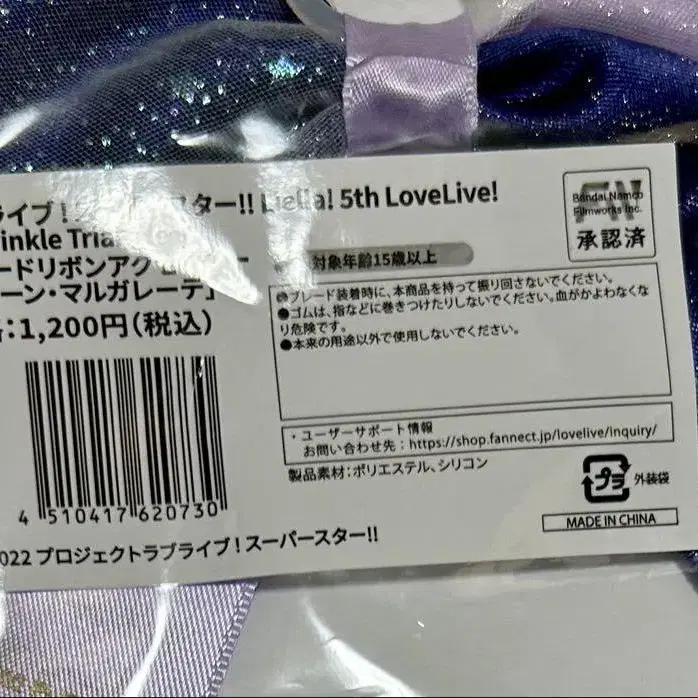 ライブ！スーパースター!! Liella! 5th LoveLive!
inkle Tria
ードリボンアク
ーン・マルガレーテ」
:1,200円（税込）
4 510417 620730
022 プロジェクトラブライブ！スーパースター!!
Bandai Namco
Filmworks Inc.
承認済
対象年齢15歳以上
●ブレード装着時に、本商品を持って振り回さないでください。
●ゴムは、指などに巻きつけたりしないでください。血がかよわなくな
り危険です。
●本来の用途以外で使用しないでください。
・ユーザーサポート情報
お問い合わせ先：https://shop.fannect.jp/lovelive/inquiry/
製品素材：ポリエステル、シリコン
プラ 外装袋
MADE IN CHINA